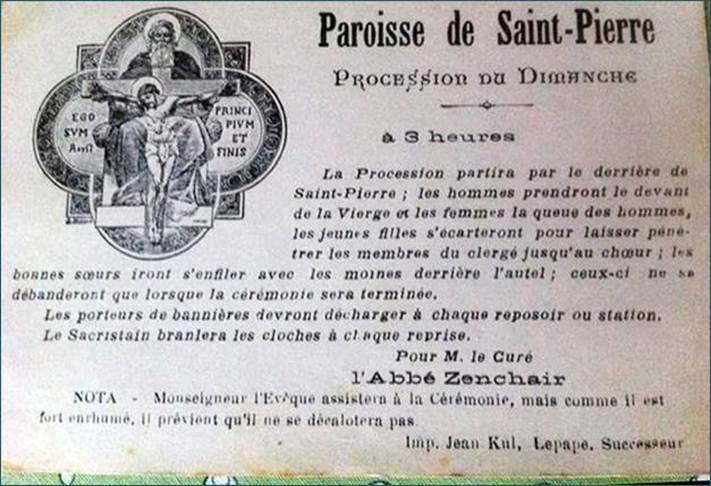 Paroisse de Saint-Pierre
PROCESSION DU DIMANCHE
à 3 heures
EGO
SVM
PRINCI
PIVM
ET
FINIS
La Procession partira par le derrière de
Saint-Pierre ; les hommes prendront le devant
de la Vierge et les femmes la queue des hommes,
les jeunes filles s'écarteront pour laisser péné-
trer les membres du clergé jusqu'au chœur ; les
bonnes sœurs iront s'enfiler avec les moines derrière l'autel ; ceux-ci ne se
débanderont que lorsque la cérémonie sera terminée.
Les porteurs de bannières devront décharger à chaque reposoir ou station.
Le Sacristain branlera les cloches à chaque reprise.
Pour M. le Curé
l'Abbé Zenchair
NOTA - Monseigneur l'Evêque assistera à la Cérémonie, mais comme il est
fort enrhumé, il prévient qu'il ne se décalotera pas.
Imp. Jean Kul, Lepape, Successeur